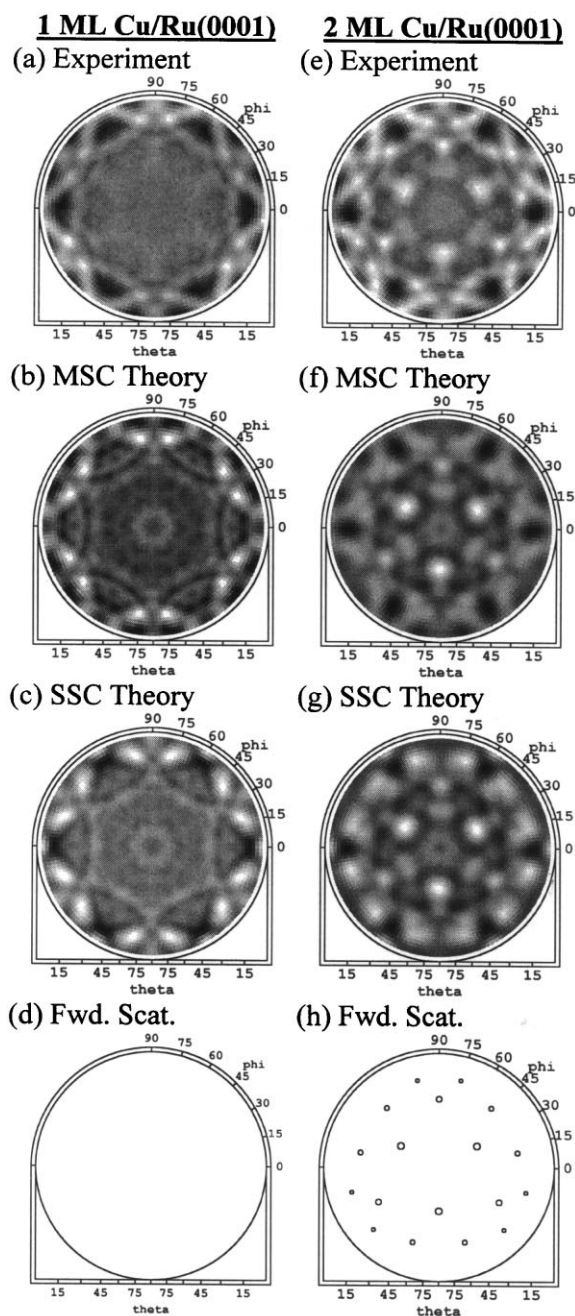 1 ML Cu/Ru(0001)
(a) Experiment
90
75
60
phi
45
30
15
0
15 45 75 75 45 15
theta
(b) MSC Theory
90
75
60
phi
45
30
15
0
15 45 75 75 45 15
theta
(c) SSC Theory
90
75
60
phi
45
30
15
0
15 45 75 75 45 15
theta
(d) Fwd. Scat.
90
75
60
phi
45
30
15
0
15 45 75 75 45 15
theta
2 ML Cu/Ru(0001)
(e) Experiment
90
75
60
phi
45
30
15
0
15 45 75 75 45 15
theta
(f) MSC Theory
90
75
60
phi
45
30
15
0
15 45 75 75 45 15
theta
(g) SSC Theory
90
75
60
phi
45
30
15
0
15 45 75 75 45 15
theta
(h) Fwd. Scat.
90
75
60
phi
45
30
15
0
15 45 75 75 45 15
theta